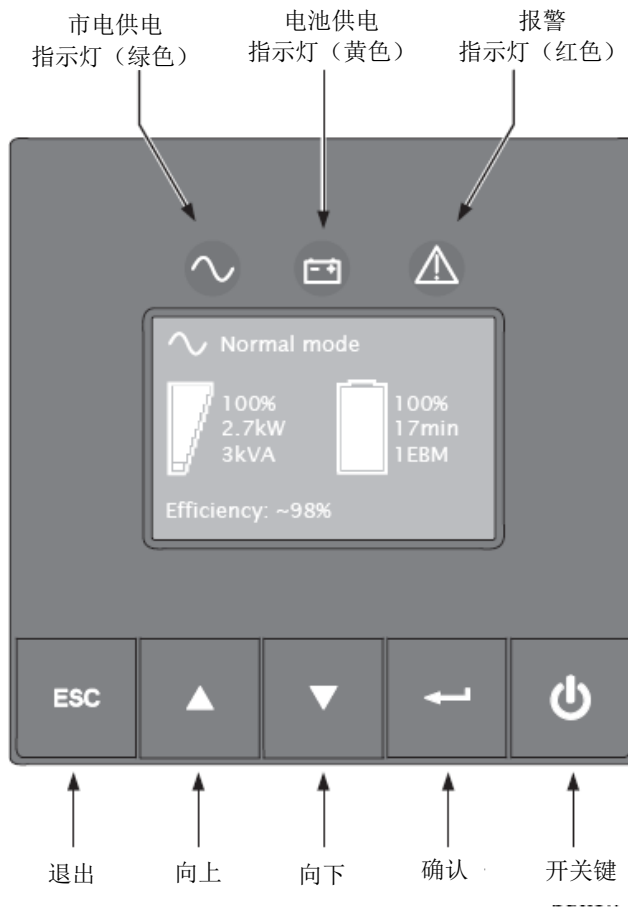 市电供电
指示灯（绿色）
电池供电
指示灯（黄色）
报警
指示灯（红色）
Normal mode
100%
2.7kW
3kVA
100%
17min
1EBM
Efficiency: ~98%
ESC
退出
向上
向下
确认
开关键